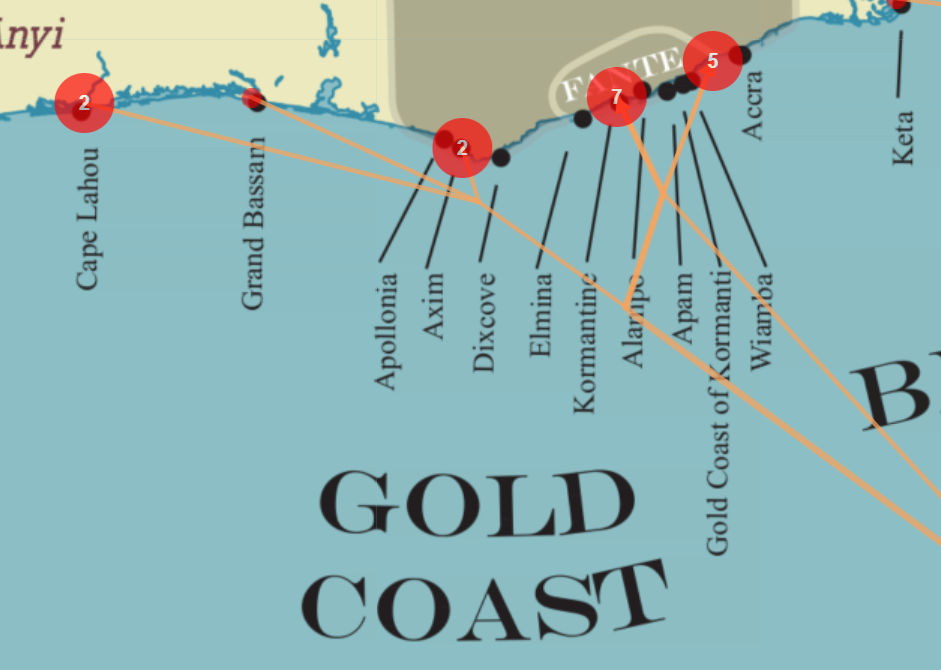 Anyi
FANTE
2
7
5
2
Cape Lahou
Grand Bassam
Apollonia
Axim
Dixcove
Elmina
Kormantine
Alampo
Apam
Gold Coast of Kormanti
Wiamba
Accra
Keta
GOLD
COAST
B